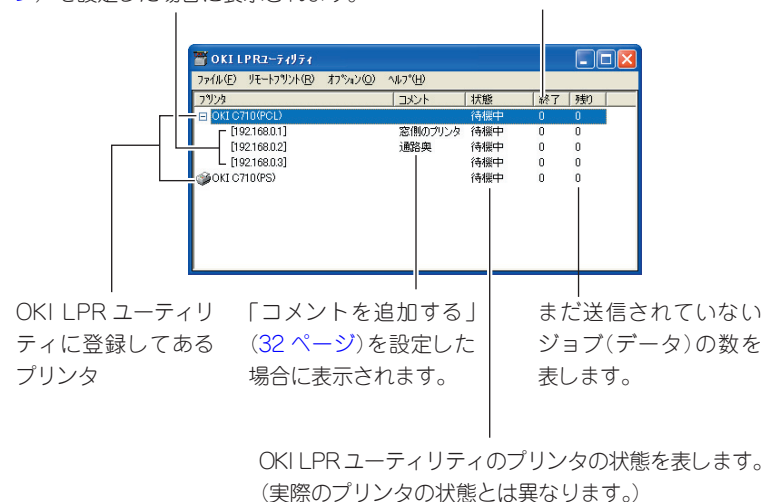 OKI LPRユーティリティ
ファイル(F) リモートプリント(R) オプション(O) ヘルプ(H)
プリンタ コメント 状態 終了 残り
OKI C710(PCL) 待機中 0 0
[192.168.0.1] 窓側のプリンタ 待機中 0 0
[192.168.0.2] 通路奥 待機中 0 0
[192.168.0.3] 待機中 0 0
OKI C710(PS) 待機中 0 0
OKI LPR ユーティリ
ティに登録してある
プリンタ
「コメントを追加する」
(32 ページ)を設定した
場合に表示されます。
まだ送信されていない
ジョブ(データ)の数を
表します。
OKI LPR ユーティリティのプリンタの状態を表します。
(実際のプリンタの状態とは異なります。)